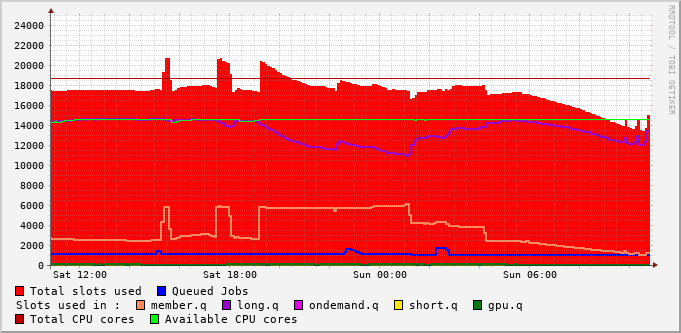 RRDTOOL / TOBI OETIKER
24000
22000
20000
18000
16000
14000
12000
10000
8000
6000
4000
2000
0
Sat 12:00 Sat 18:00 Sun 00:00 Sun 06:00
Total slots used Queued Jobs
Slots used in : member.q long.q ondemand.q short.q gpu.q
Total CPU cores Available CPU cores